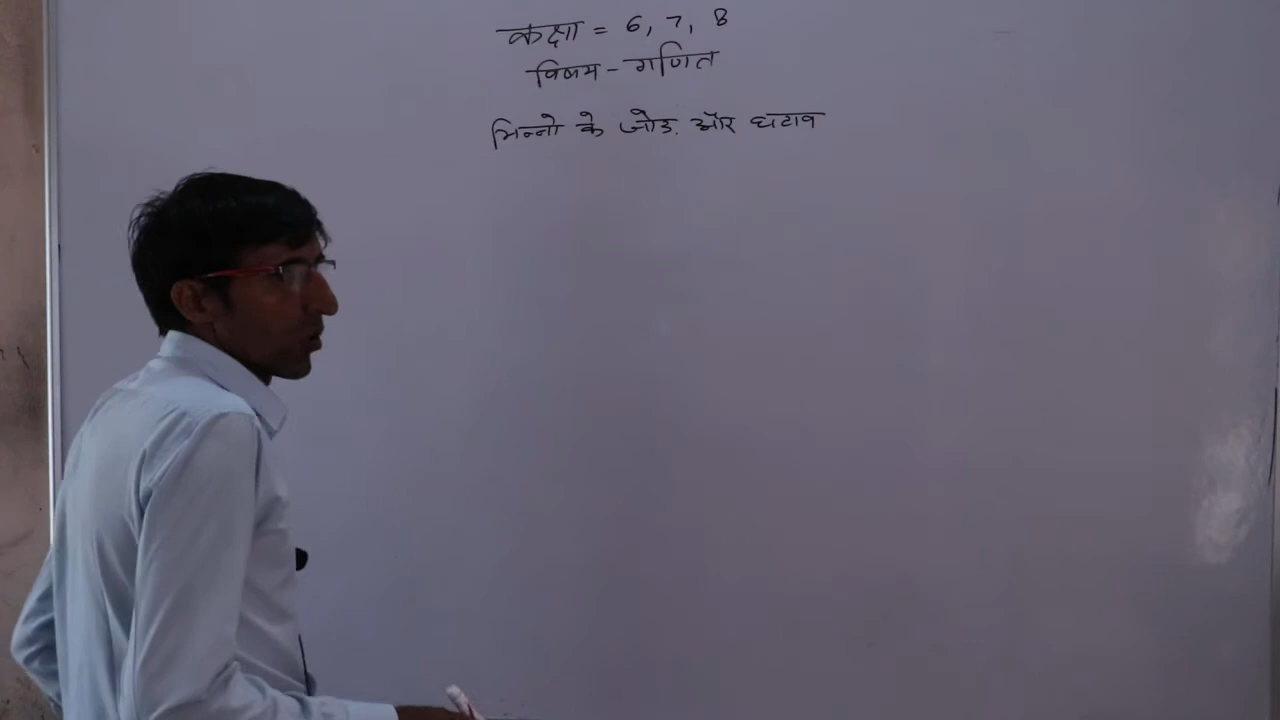 कक्षा = 6, 7, 8
विषय - गणित
भिन्नो के जोड़ और घटाव